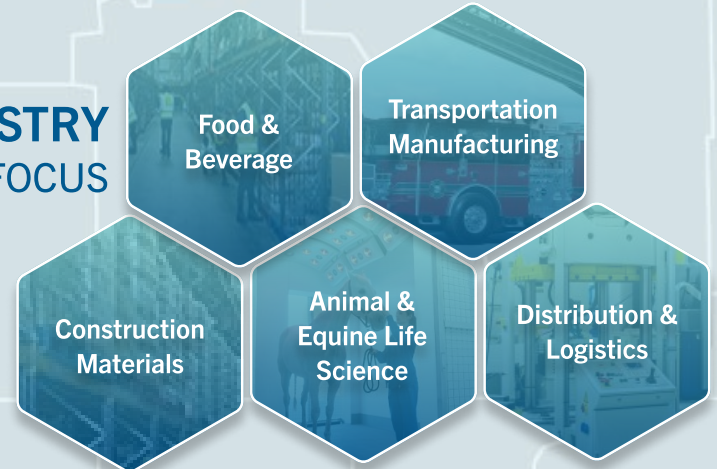 STRY
FOCUS
Food &
Beverage
Transportation
Manufacturing
Construction
Materials
Animal &
Equine Life
Science
Distribution &
Logistics